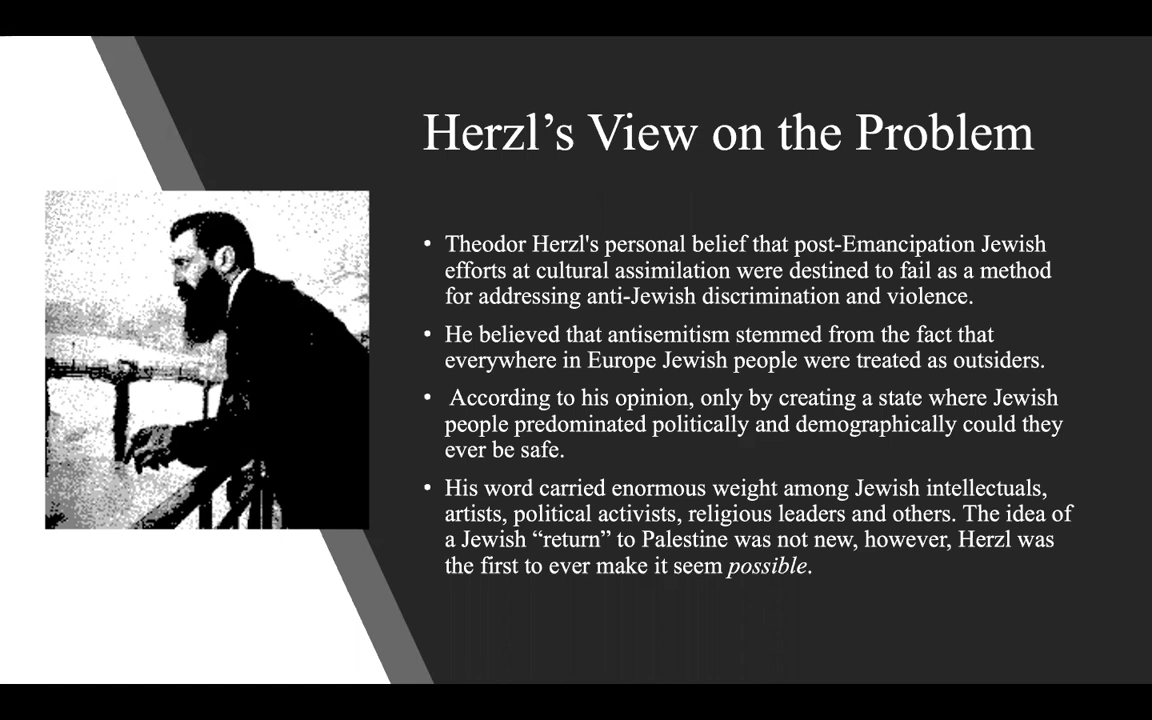 Herzl’s View on the Problem
• Theodor Herzl's personal belief that post-Emancipation Jewish
efforts at cultural assimilation were destined to fail as a method
for addressing anti-Jewish discrimination and violence.
• He believed that antisemitism stemmed from the fact that
everywhere in Europe Jewish people were treated as outsiders.
• According to his opinion, only by creating a state where Jewish
people predominated politically and demographically could they
ever be safe.
• His word carried enormous weight among Jewish intellectuals,
artists, political activists, religious leaders and others. The idea of
a Jewish “return” to Palestine was not new, however, Herzl was
the first to ever make it seem possible.